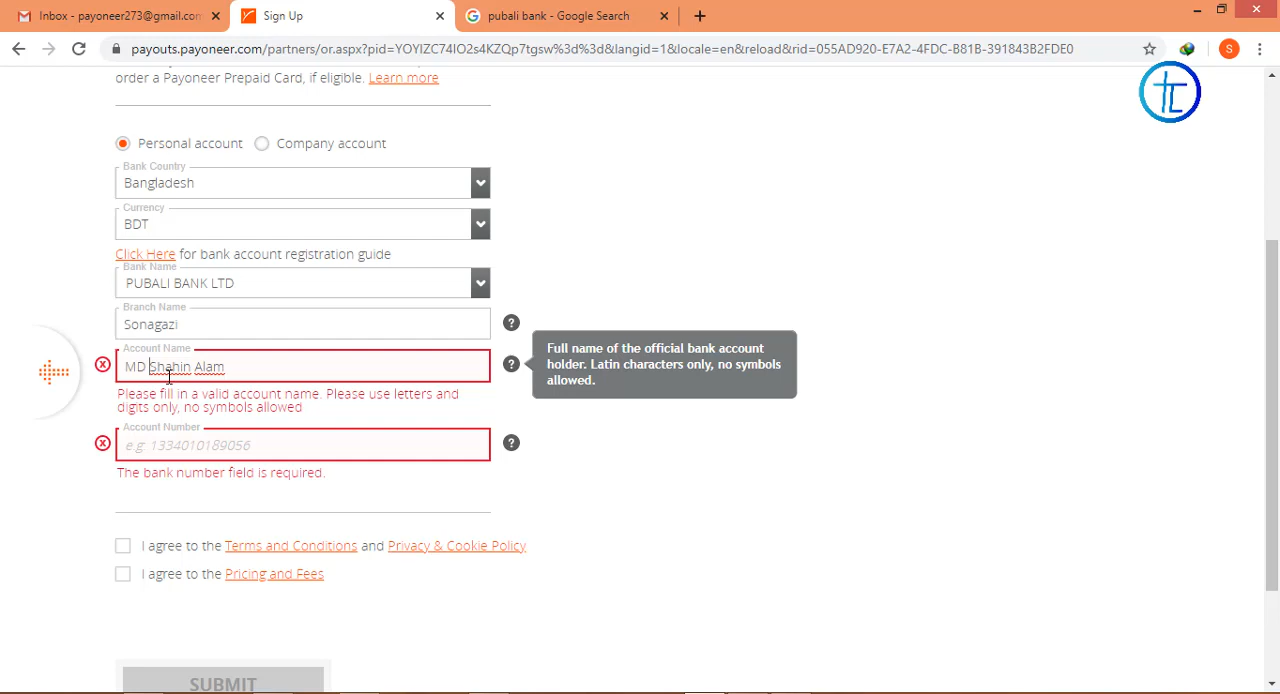 Inbox - payoneer273@gmail.com
Sign Up
pubali bank - Google Search
payouts.payoneer.com/partners/or.aspx?pid=YOYIZC74IO2s4KZQp7tgsw%3d%3d&langid=1&locale=en&reload&rid=055AD920-E7A2-4FDC-B81B-391843B2FDE0
S
order a Payoneer Prepaid Card, if eligible. Learn more
Personal account
Company account
Bank Country
Bangladesh
Currency
BDT
Click Here for bank account registration guide
Bank Name
PUBALI BANK LTD
Branch Name
Sonagazi
?
Account Name
MD Shahin Alam
?
Full name of the official bank account
holder. Latin characters only, no symbols
allowed.
Please fill in a valid account name. Please use letters and
digits only, no symbols allowed
Account Number
e.g: 1334010189056
?
The bank number field is required.
I agree to the Terms and Conditions and Privacy & Cookie Policy
I agree to the Pricing and Fees
SUBMIT